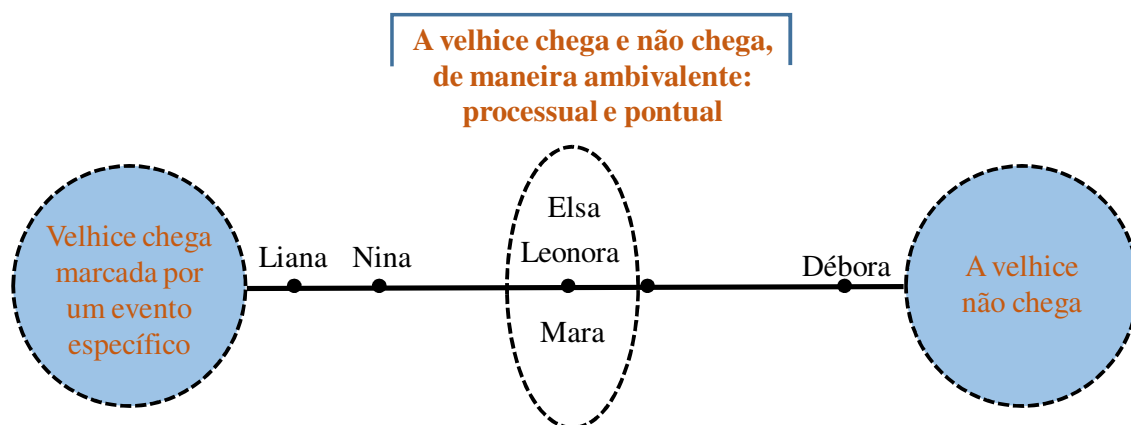 A velhice chega e não chega,
de maneira ambivalente:
processual e pontual
Velhice chega
marcada por
um evento
específico
Liana
Nina
Elsa
Leonora
Mara
Débora
A velhice
não chega